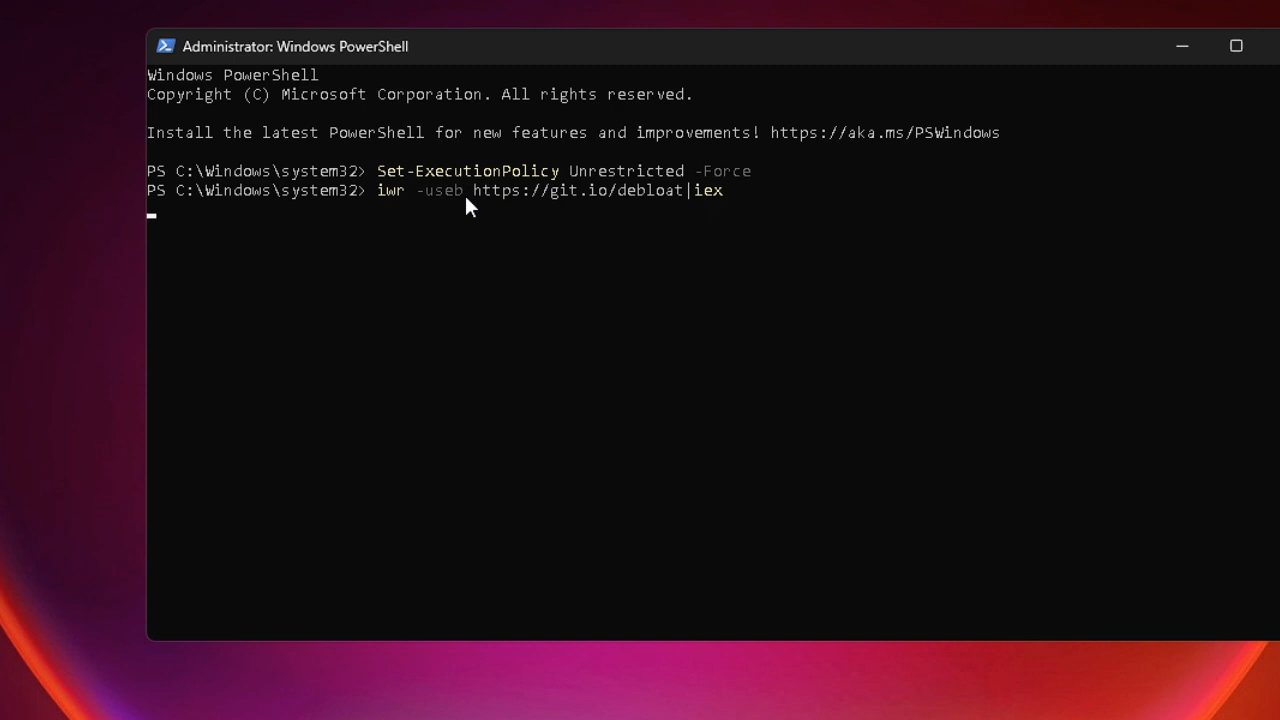 Administrator: Windows PowerShell
Windows PowerShell
Copyright (C) Microsoft Corporation. All rights reserved.
Install the latest PowerShell for new features and improvements! https://aka.ms/PSWindows
PS C:\Windows\system32> Set-ExecutionPolicy Unrestricted -Force
PS C:\Windows\system32> iwr -useb https://git.io/debloat|iex